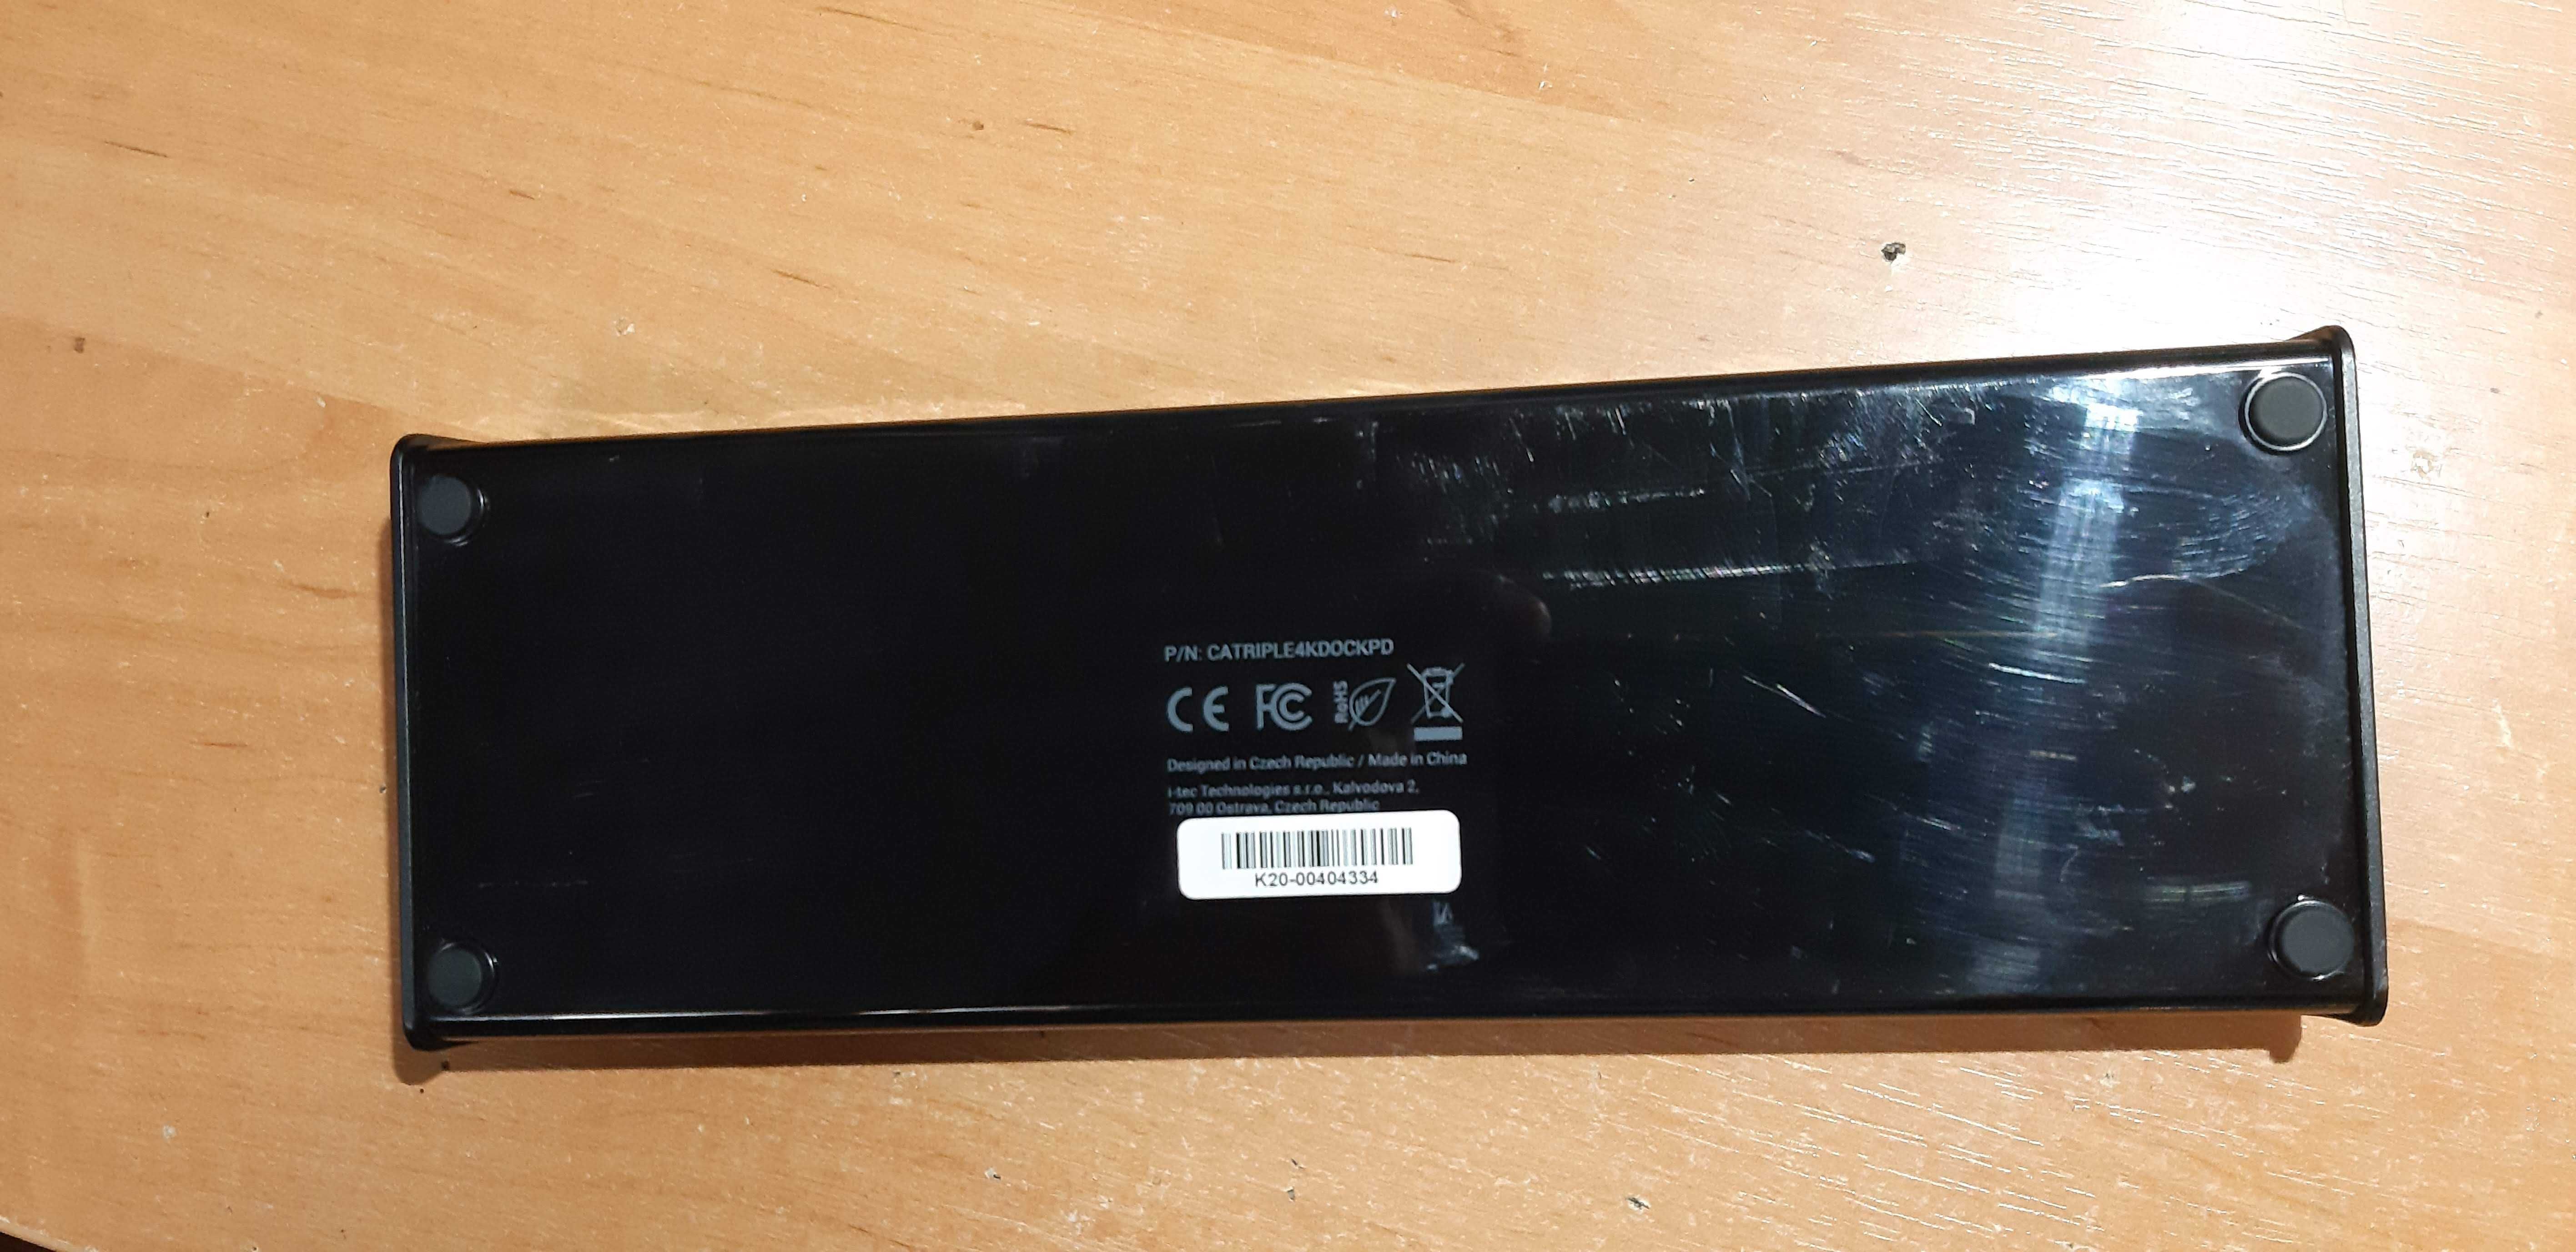 P/N: CATRIPLE4KDOCKPD
CE FC RoHS
Designed in Czech Republic / Made in China
i-tec Technologies s.r.o., Kalvodova 2,
709 00 Ostrava, Czech Republic
K20-00404334